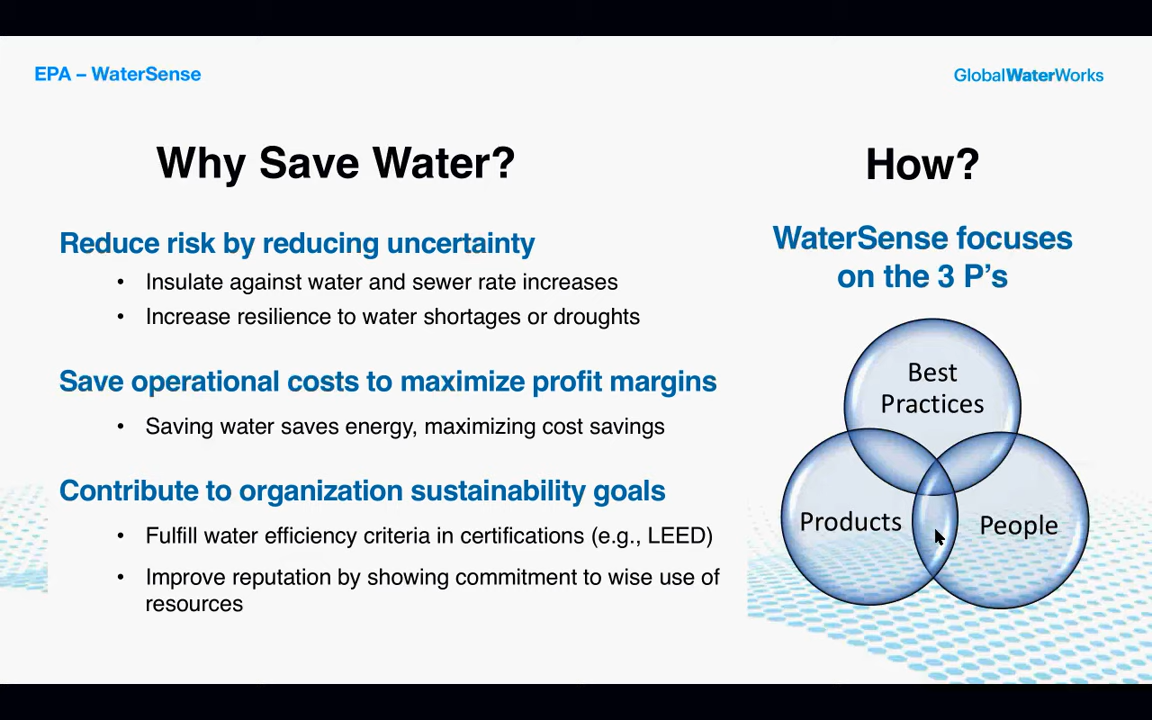 EPA – WaterSense
GlobalWaterWorks
Why Save Water?
Reduce risk by reducing uncertainty
• Insulate against water and sewer rate increases
• Increase resilience to water shortages or droughts
Save operational costs to maximize profit margins
• Saving water saves energy, maximizing cost savings
Contribute to organization sustainability goals
• Fulfill water efficiency criteria in certifications (e.g., LEED)
• Improve reputation by showing commitment to wise use of
resources
How?
WaterSense focuses
on the 3 P’s
Best
Practices
Products
People